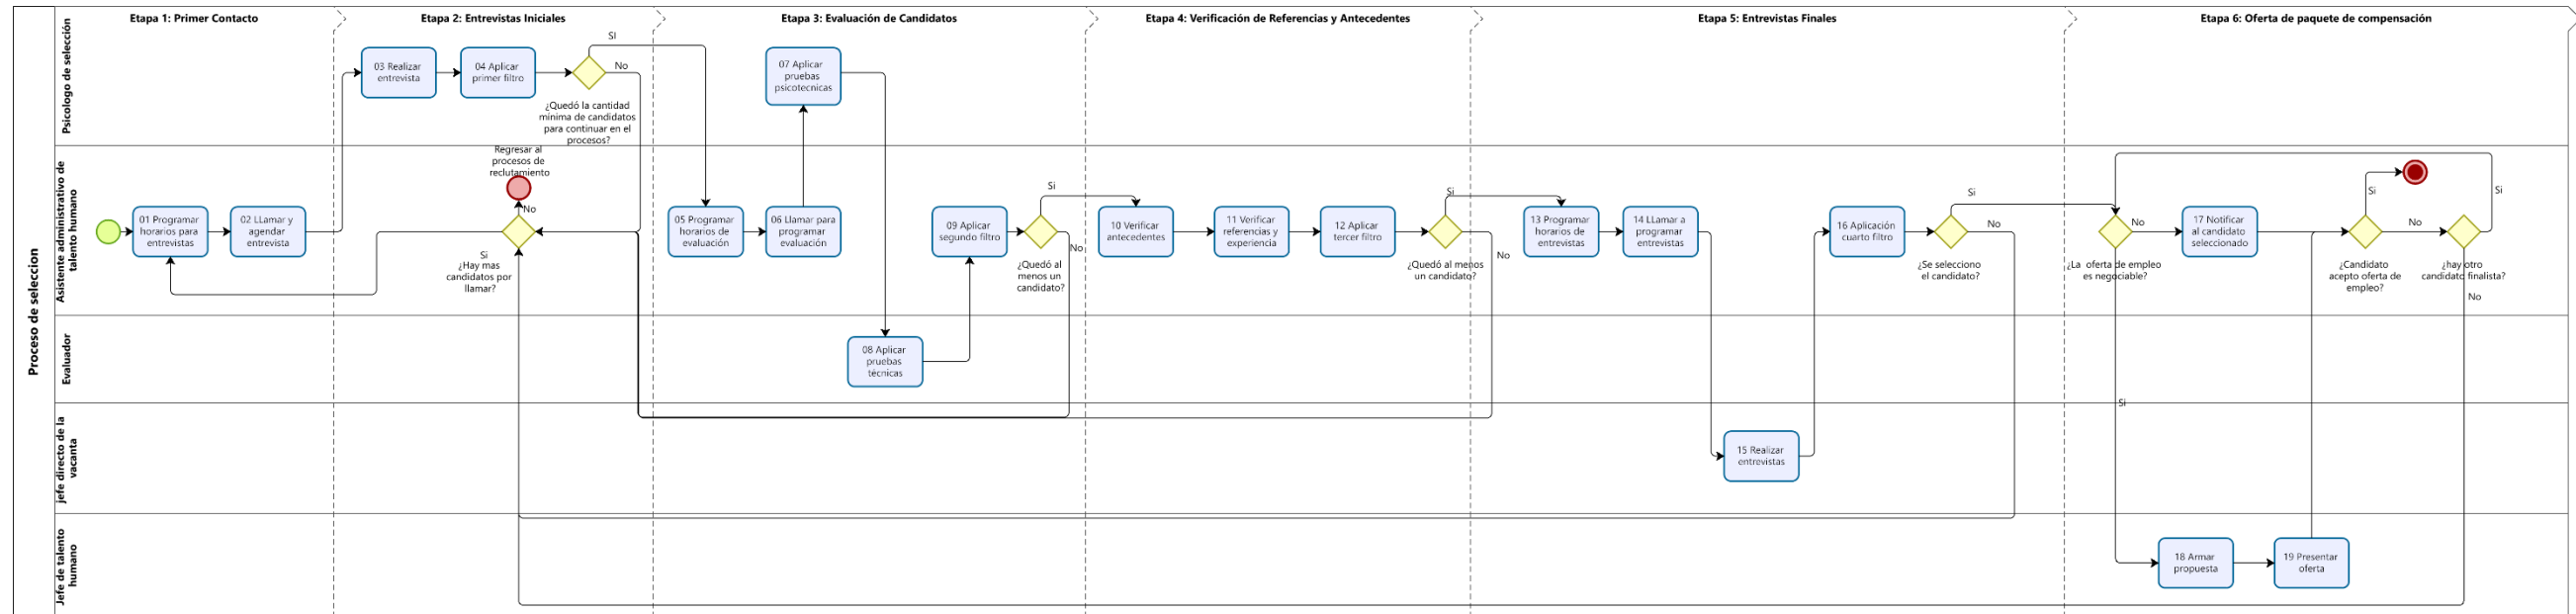 Etapa 1: Primer Contacto
Etapa 2: Entrevistas Iniciales
Etapa 3: Evaluación de Candidatos
Etapa 4: Verificación de Referencias y Antecedentes
Etapa 5: Entrevistas Finales
Etapa 6: Oferta de paquete de compensación
Proceso de seleccion
Psicologo de selección
03 Realizar
entrevista
04 Aplicar
primer filtro
SI
No
¿Quedó la cantidad
minima de candidatos
para continuar en el
procesos?
07 Aplicar
pruebas
psicotecnicas
Asistente administrativo de
talento humano
01 Programar
horarios para
entrevistas
02 LLamar y
agendar
entrevista
Regresar al
procesos de
reclutamiento
No
Si
¿Hay mas
candidatos por
llamar?
05 Programar
horarios de
evaluación
06 Llamar para
programar
evaluación
09 Aplicar
segundo filtro
Si
No
¿Quedó al
menos un
candidato?
10 Verificar
antecedentes
11 Verificar
referencias y
experiencia
12 Aplicar
tercer filtro
Si
No
¿Quedó al menos
un candidato?
13 Programar
horarios de
entrevistas
14 LLamar a
programar
entrevistas
16 Aplicación
cuarto filtro
Si
No
¿Se selecciono
el candidato?
¿La oferta de empleo
es negociable?
No
Si
17 Notificar
al candidato
seleccionado
Si
No
¿Candidato
acepto oferta de
empleo?
Si
¿hay otro
candidato finalista?
No
Evaluador
08 Aplicar
pruebas
técnicas
jefe directo de la
vacanta
15 Realizar
entrevistas
Jefe de talento
humano
18 Armar
propuesta
19 Presentar
oferta